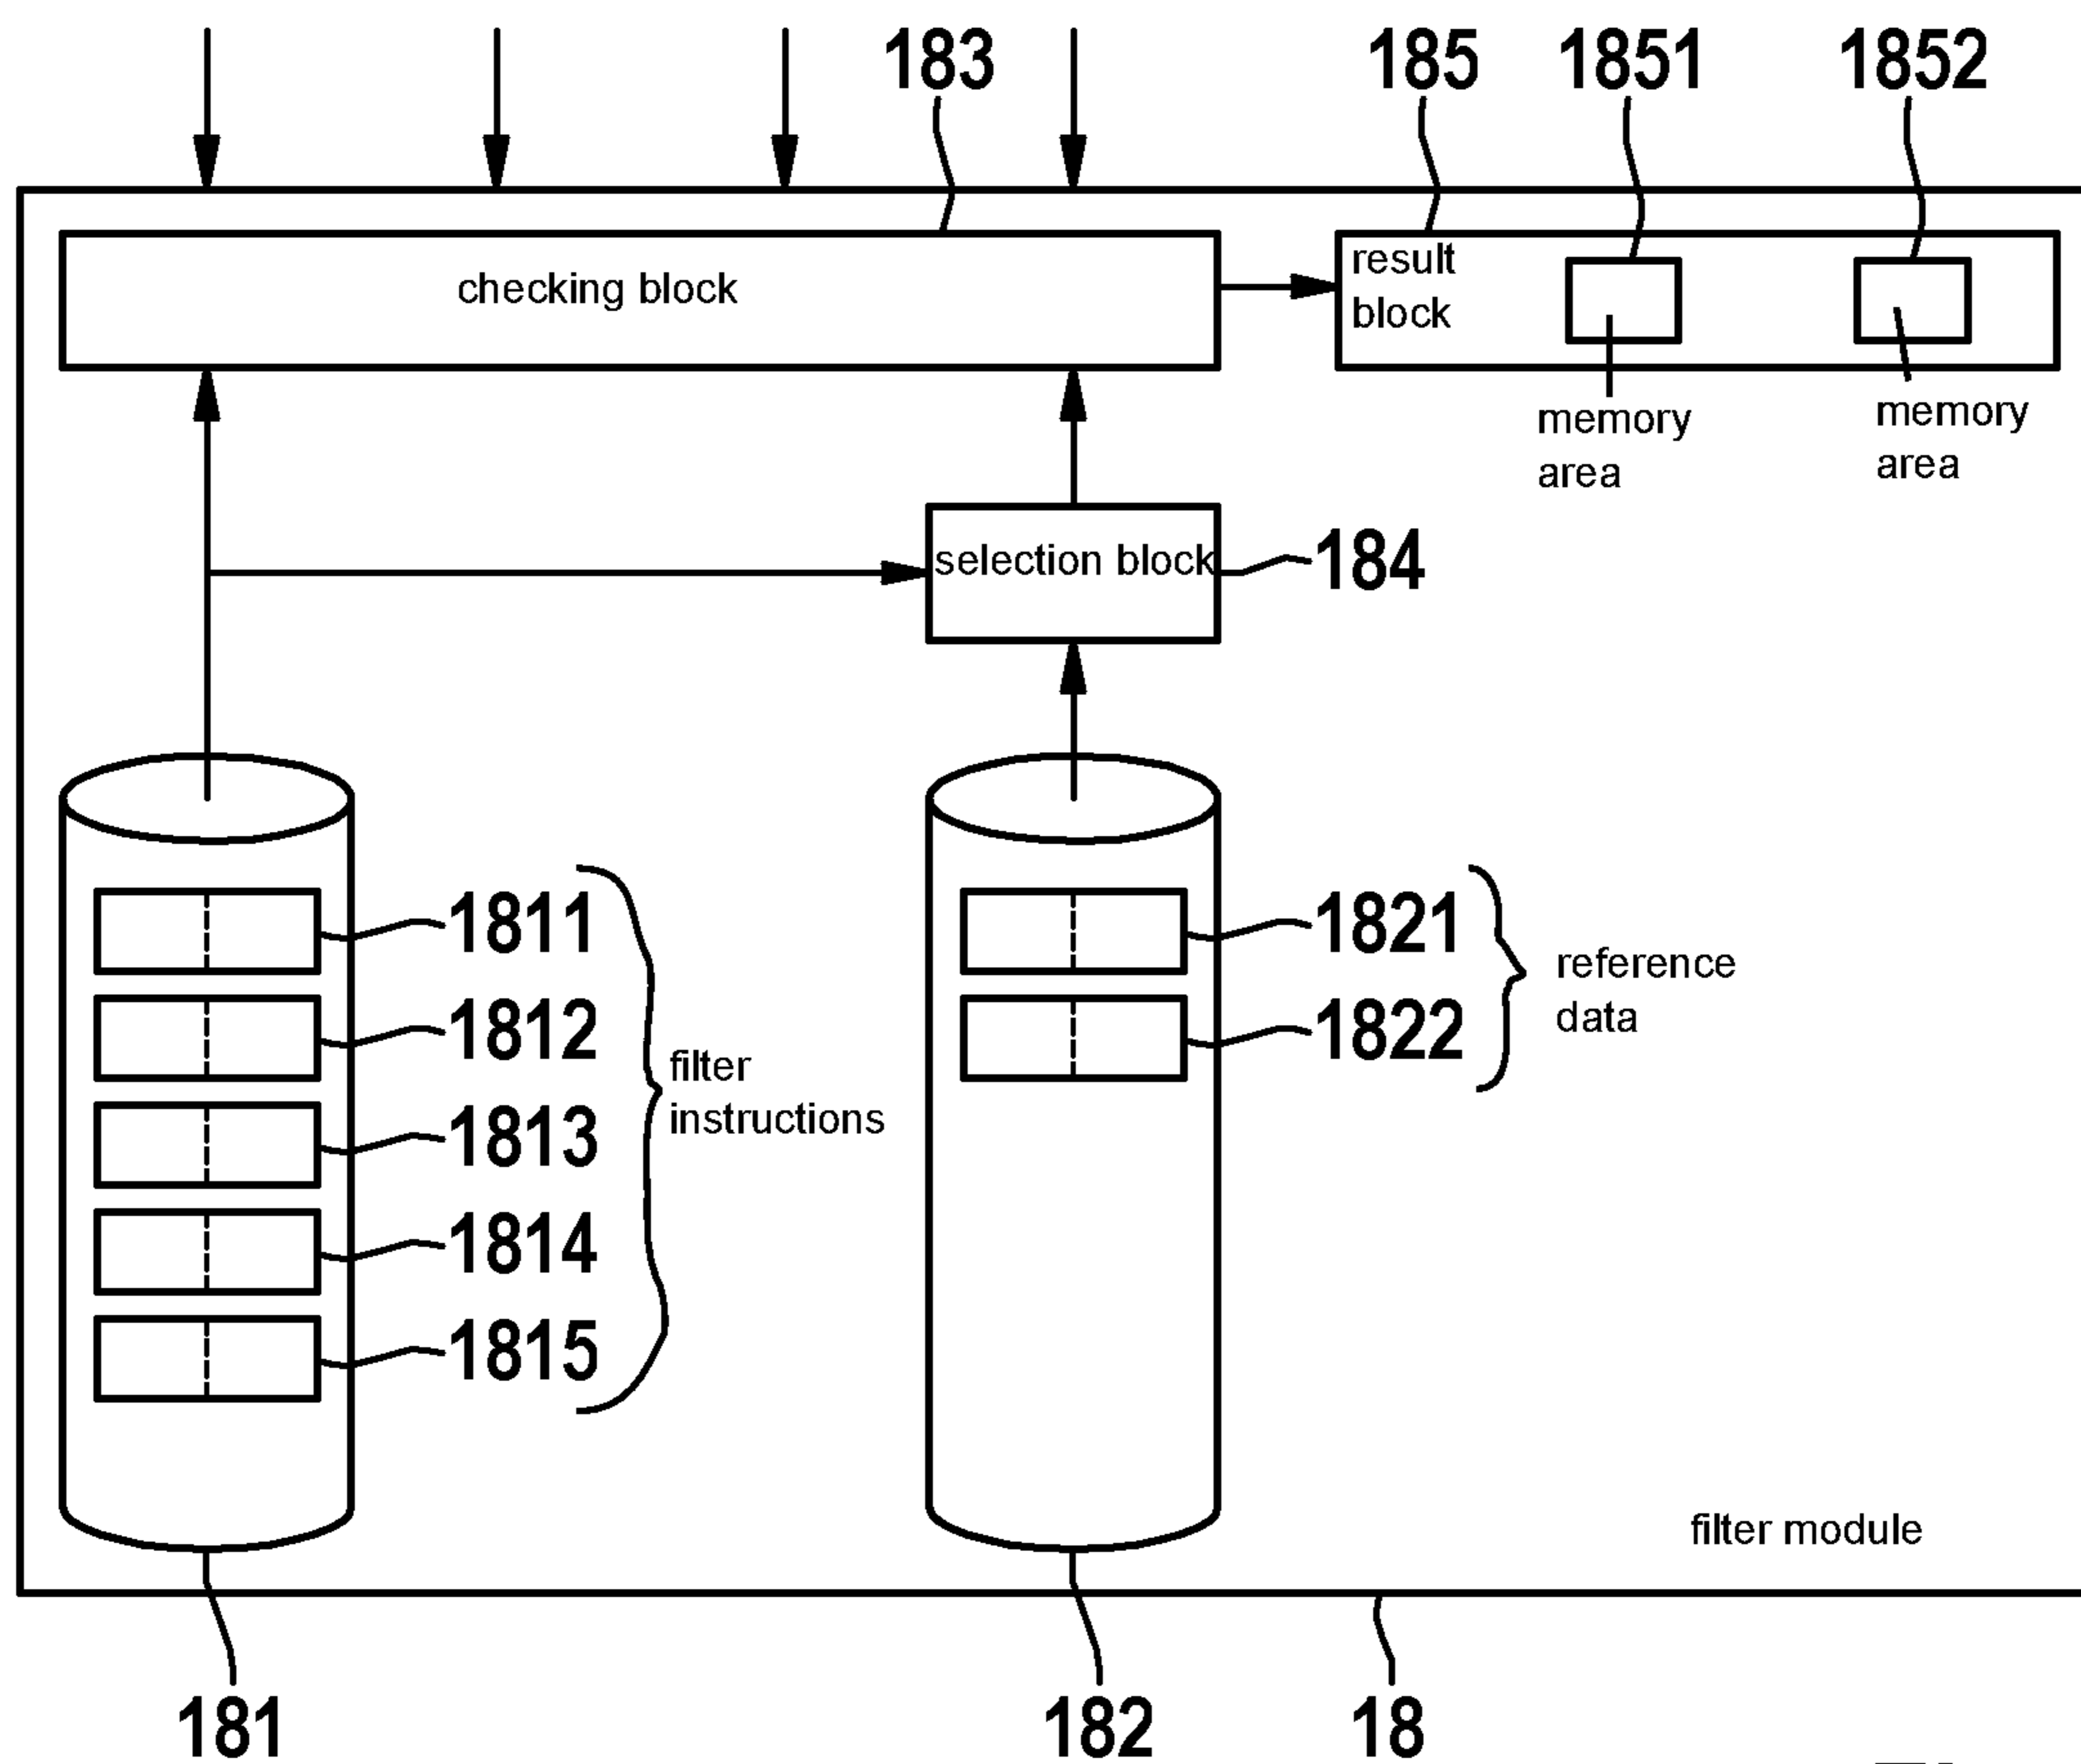 183
185
1851
1852
checking block
result
block
memory
area
memory
area
selection block
184
1811
1812
1813
1814
1815
filter
instructions
1821
1822
reference
data
filter module
181
182
18